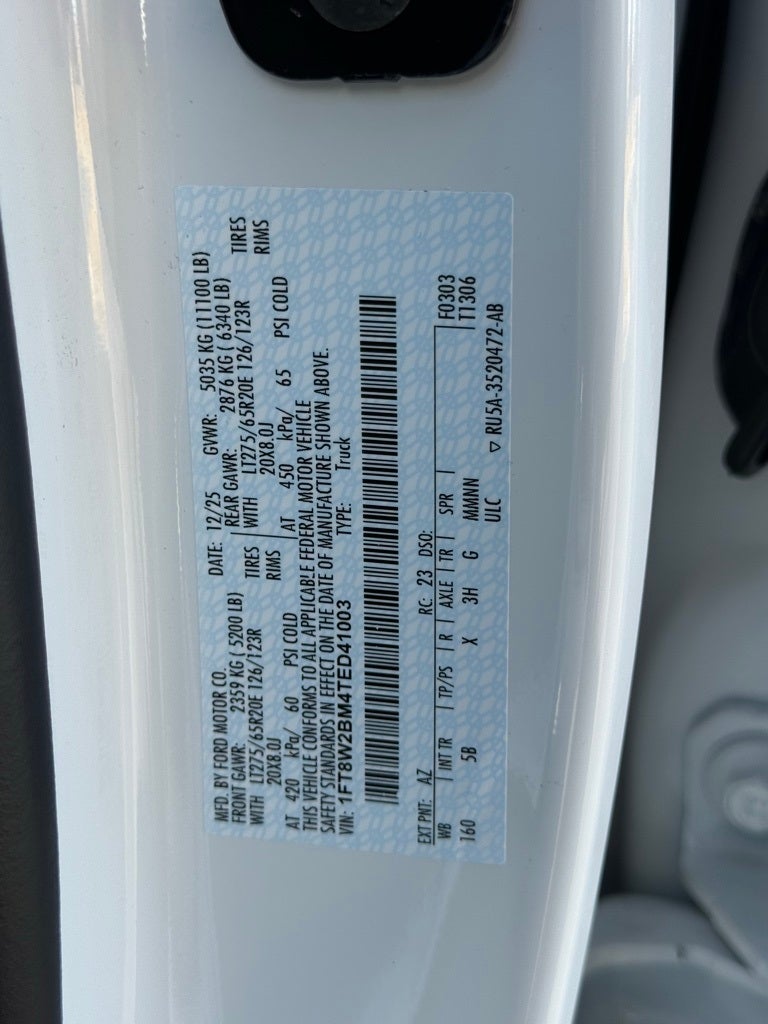 MFD. BY FORD MOTOR CO.
DATE: 12/25 GVWR: 5035 KG (11100 LB)
FRONT GAWR: 2359 KG ( 5200 LB) REAR GAWR: 2876 KG ( 6340 LB)
WITH LT275/65R20E 126/123R TIRES WITH LT275/65R20E 126/123R TIRES
20X8.0J RIMS 20X8.0J RIMS
AT 420 kPa/ 60 PSI COLD AT 450 kPa/ 65 PSI COLD
THIS VEHICLE CONFORMS TO ALL APPLICABLE FEDERAL MOTOR VEHICLE
SAFETY STANDARDS IN EFFECT ON THE DATE OF MANUFACTURE SHOWN ABOVE.
VIN: 1FT8W2BM4TED41003 TYPE: Truck
EXT PNT: AZ RC: 23 DSO: F0303
WB INT TR TP/PS R AXLE TR SPR T1306
160 5B X 3H G MMNN
ULC ▽ RU5A-3520472-AB